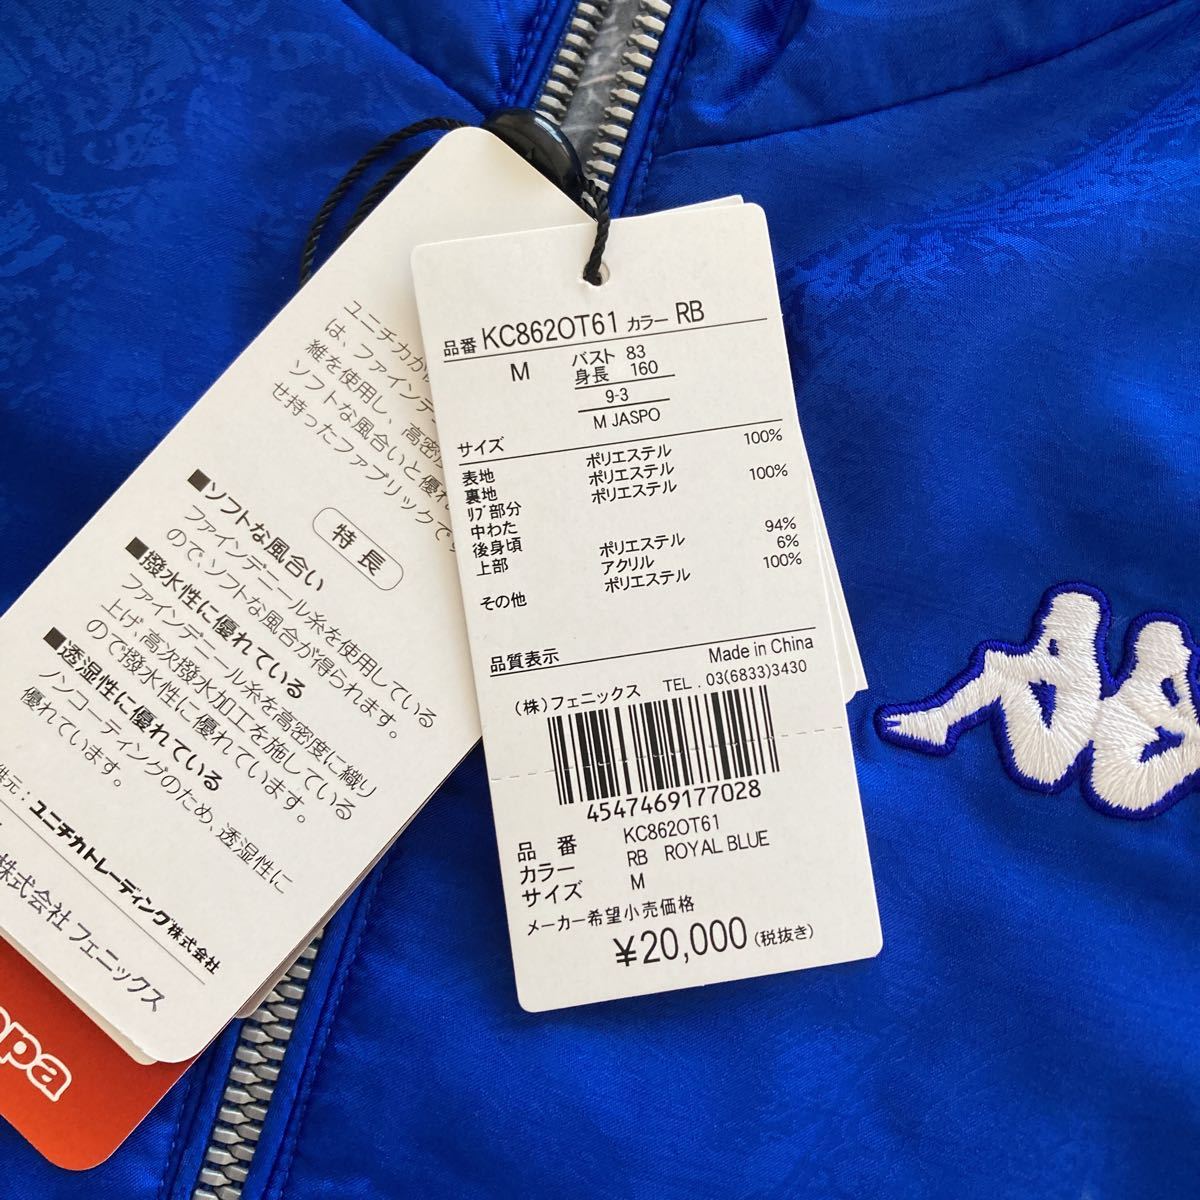 品番 KC862OT61 カラー RB
M
バスト 83
身長 160
9-3
M JASPO
サイズ
表地 ポリエステル 100%
裏地 ポリエステル
リブ部分 ポリエステル 100%
中わた
後身頃 ポリエステル 94%
上部 アクリル 6%
ポリエステル 100%
その他
品質表示
Made in China
(株)フェニックス TEL. 03(6833)3430
4547469177028
品番 KC862OT61
カラー RB ROYAL BLUE
サイズ M
メーカー希望小売価格
¥20,000(税抜き)
ユニチカが
は、ファインデ
維を使用し、高密度
ソフトな風合いと優れ
せ持ったファブリックで
特長
■ソフトな風合い
ファインデニール糸を使用している
ので、ソフトな風合が得られます。
■撥水性に優れている
ファインデニール糸を高密度に織り
上げ、高次撥水加工を施している
ので撥水性に優れています。
■透湿性に優れている
ノンコーティングのため、透湿性に
優れています。
供元:ユニチカトレーディング株式会社
株式会社 フェニックス
ppa